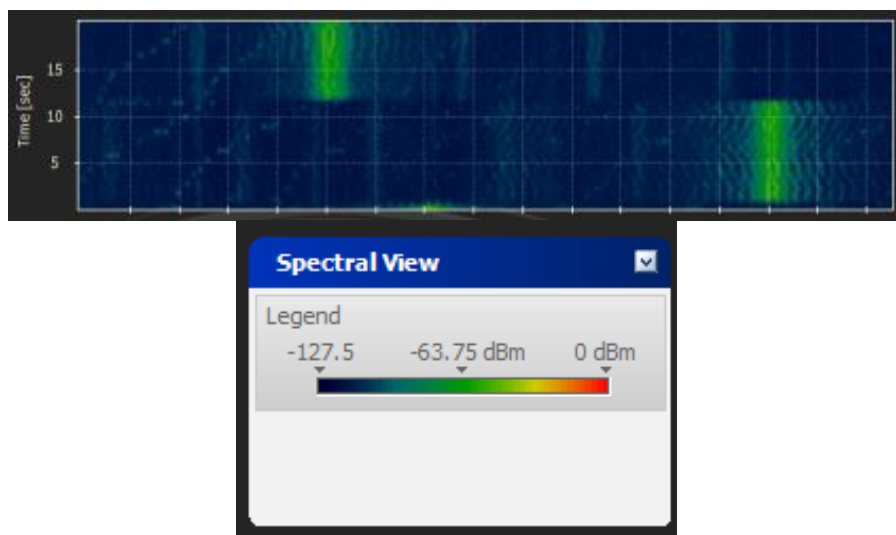 Time [sec]
15
10
5
Spectral View
Legend
-127.5 -63.75 dBm 0 dBm